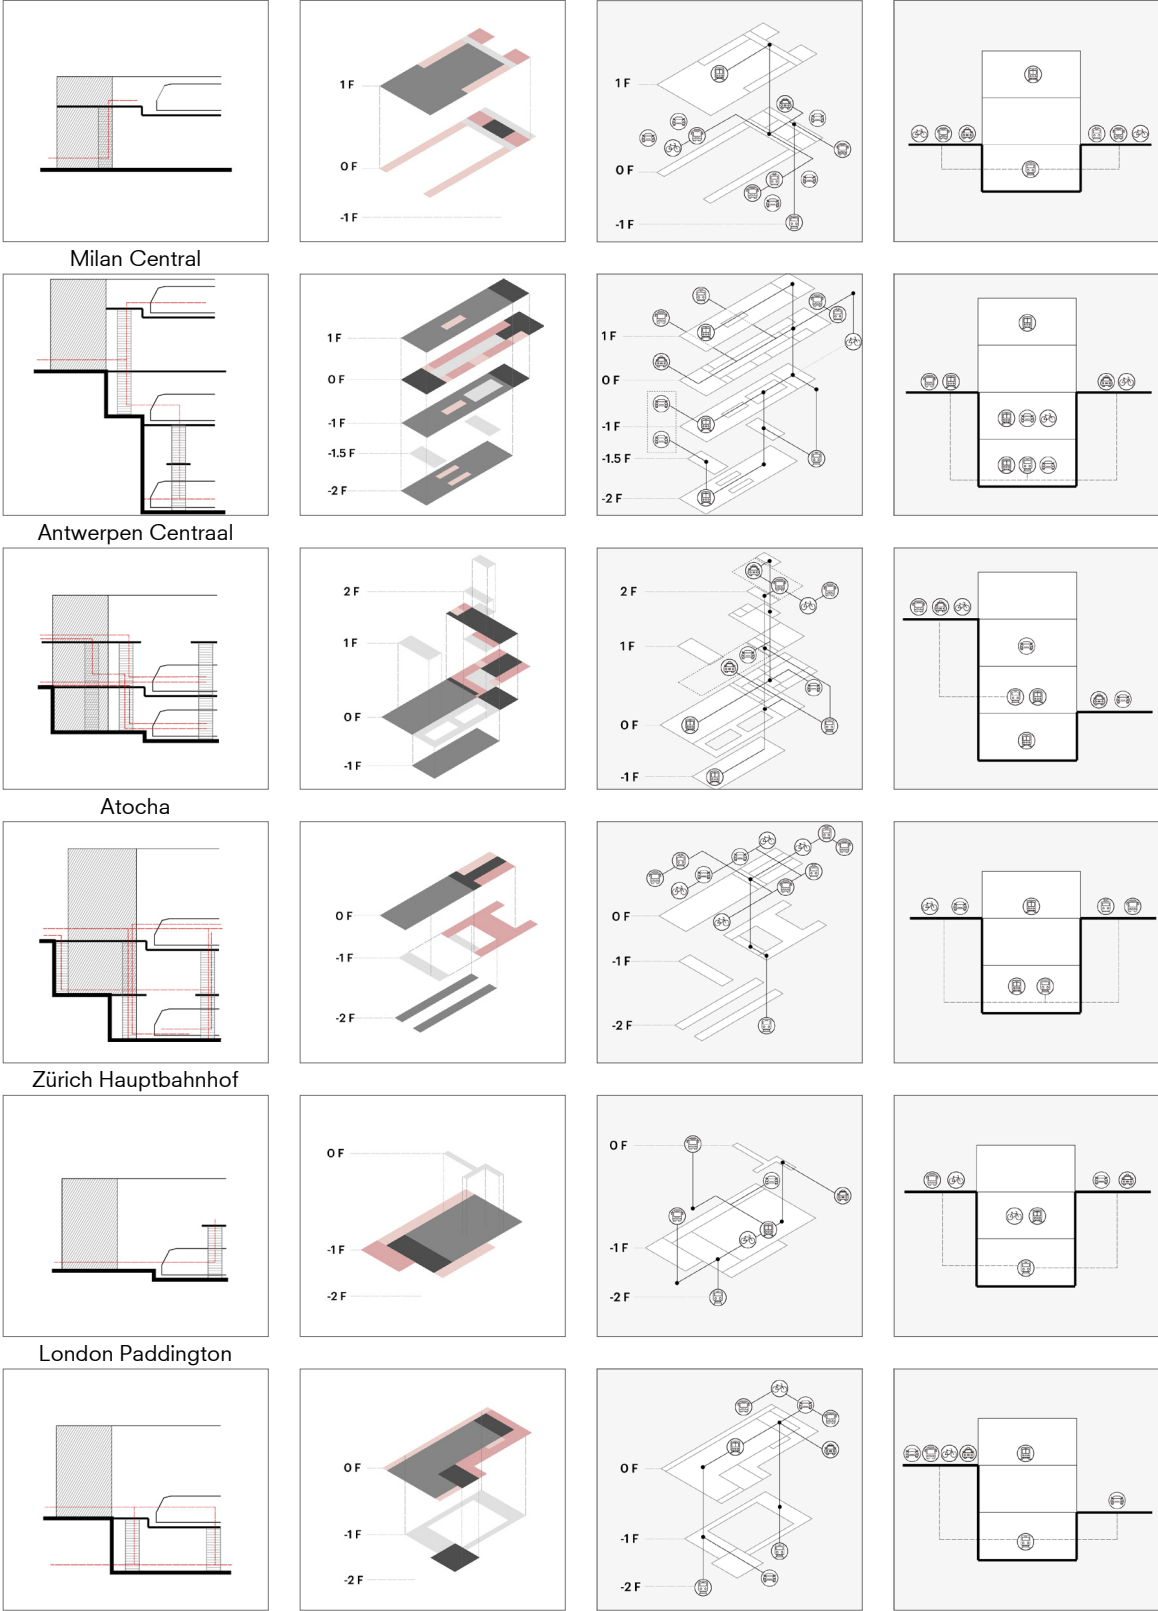 1 F
1 F
0 F
0 F
-1 F
-1 F
Milan Central
1 F
1 F
0 F
0 F
-1 F
-1 F
-1.5 F
-1.5 F
-2 F
-2 F
Antwerpen Centraal
2 F
2 F
1 F
1 F
0 F
0 F
-1 F
-1 F
Atocha
0 F
0 F
-1 F
-1 F
-2 F
-2 F
Zürich Hauptbahnhof
0 F
0 F
-1 F
-1 F
-2 F
-2 F
London Paddington
0 F
0 F
-1 F
-1 F
-2 F
-2 F